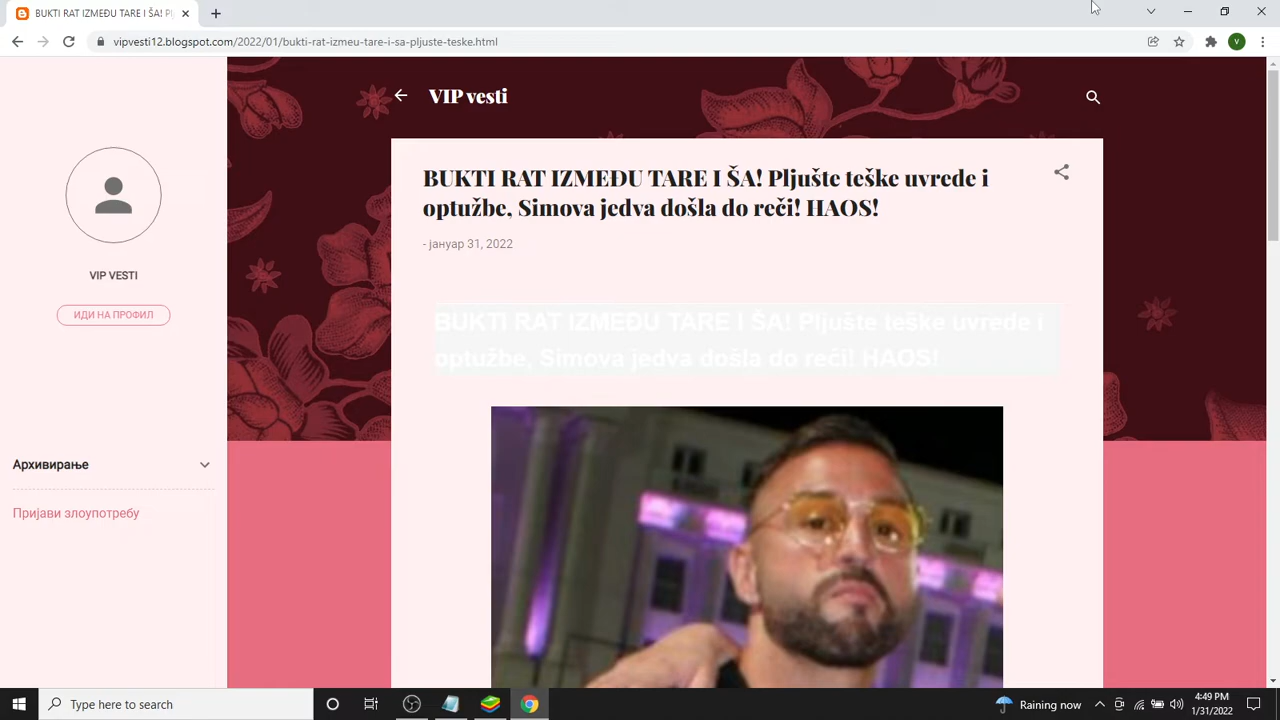 BUKTI RAT IZMEĐU TARE I ŠA! Pl
vipvesti12.blogspot.com/2022/01/bukti-rat-izmeu-tare-i-sa-pljuste-teske.html
V
VIP vesti
BUKTI RAT IZMEĐU TARE I ŠA! Pljušte teške uvrede i
optužbe, Simova jedva došla do reči! HAOS!
- јануар 31, 2022
VIP VESTI
ИДИ НА ПРОФИЛ
BUKTI RAT IZMEĐU TARE I ŠA! Pljušte teške uvrede i
optužbe, Simova jedva došla do reči! HAOS!
Архивирање
Пријави злоупотребу
Type here to search
Raining now
4:49 PM
1/31/2022